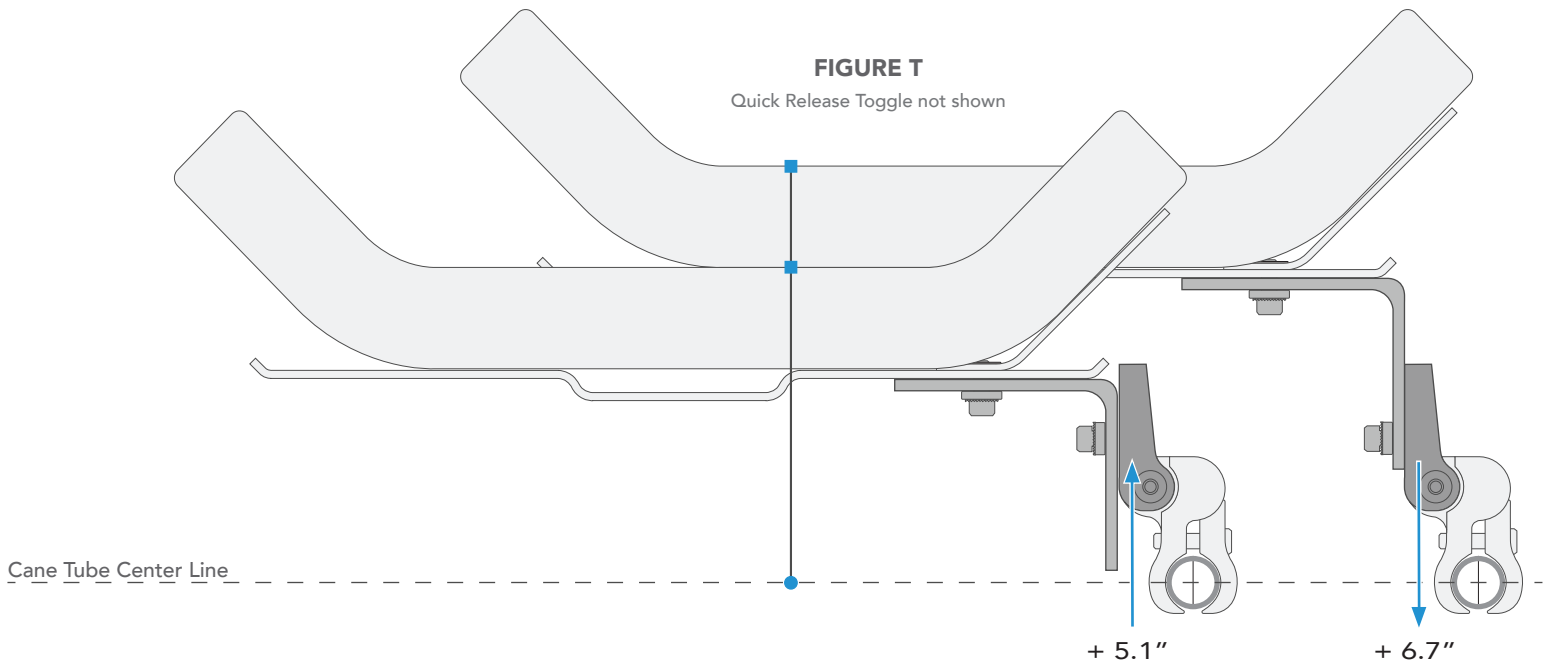 FIGURE T
Quick Release Toggle not shown
Cane Tube Center Line
+ 5.1”
+ 6.7”